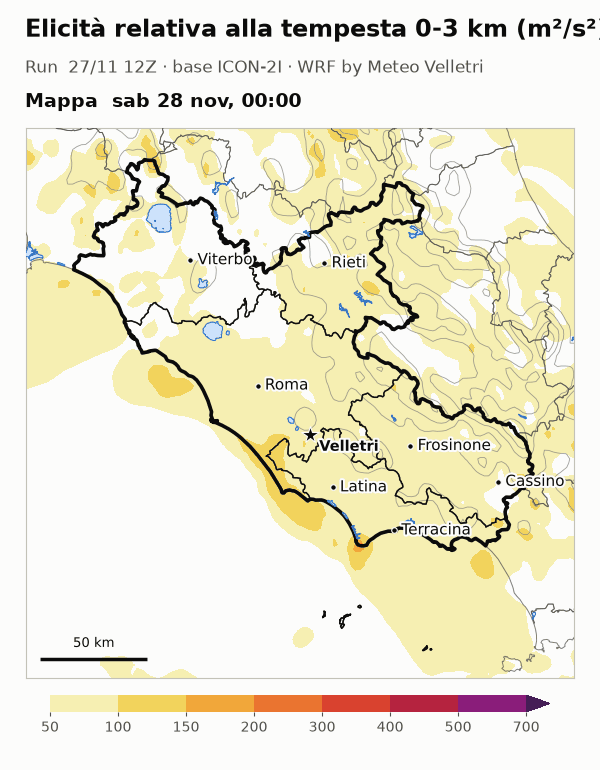 Elicità relativa alla tempesta 0-3 km (m²/s²)
Run 27/11 12Z · base ICON-2I · WRF by Meteo Velletri
Mappa sab 28 nov, 00:00
Viterbo
Rieti
Roma
Velletri
Frosinone
Latina
Cassino
Terracina
50 km
50 100 150 200 300 400 500 700